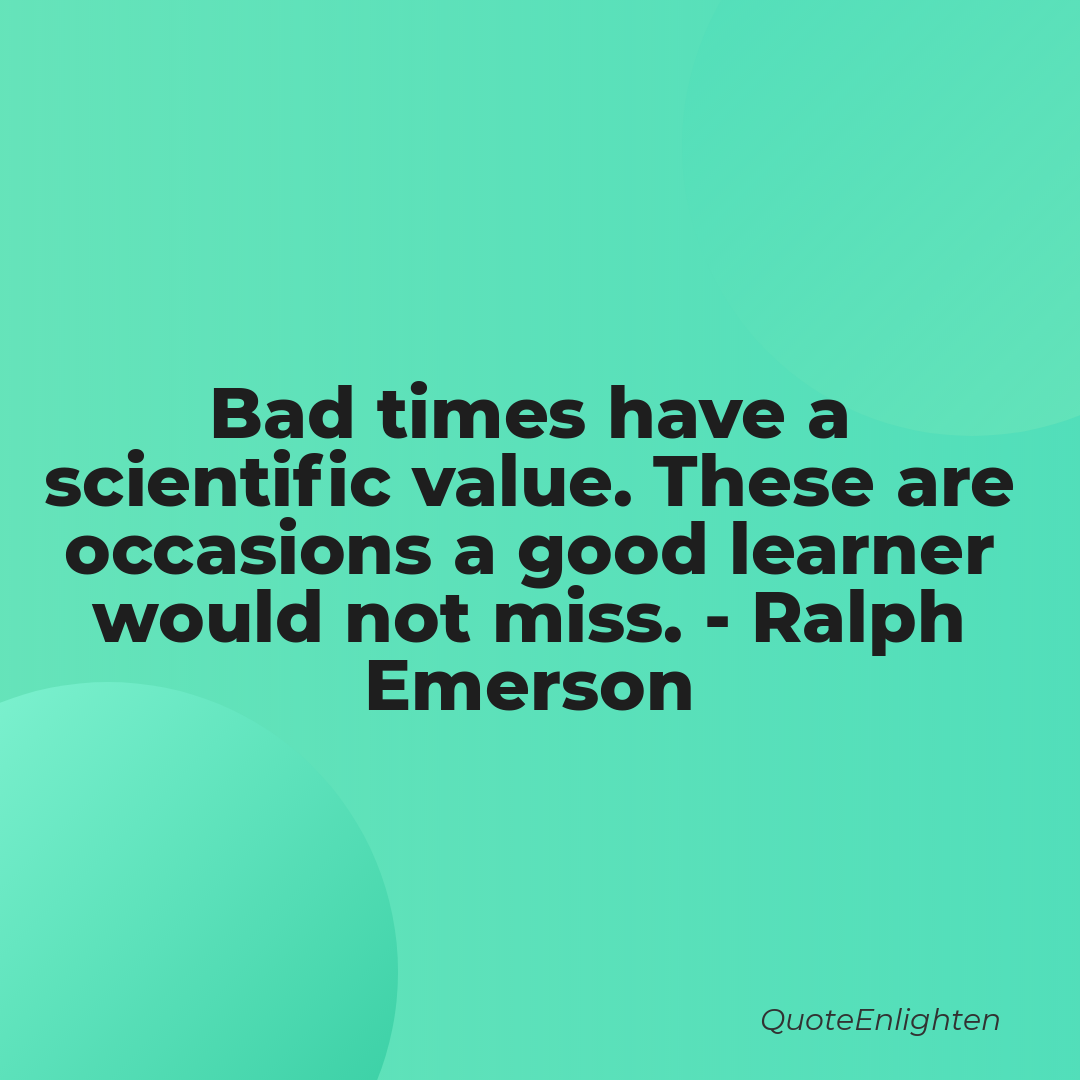 Bad times have a
scientific value. These are
occasions a good learner
would not miss. - Ralph
Emerson
QuoteEnlighten